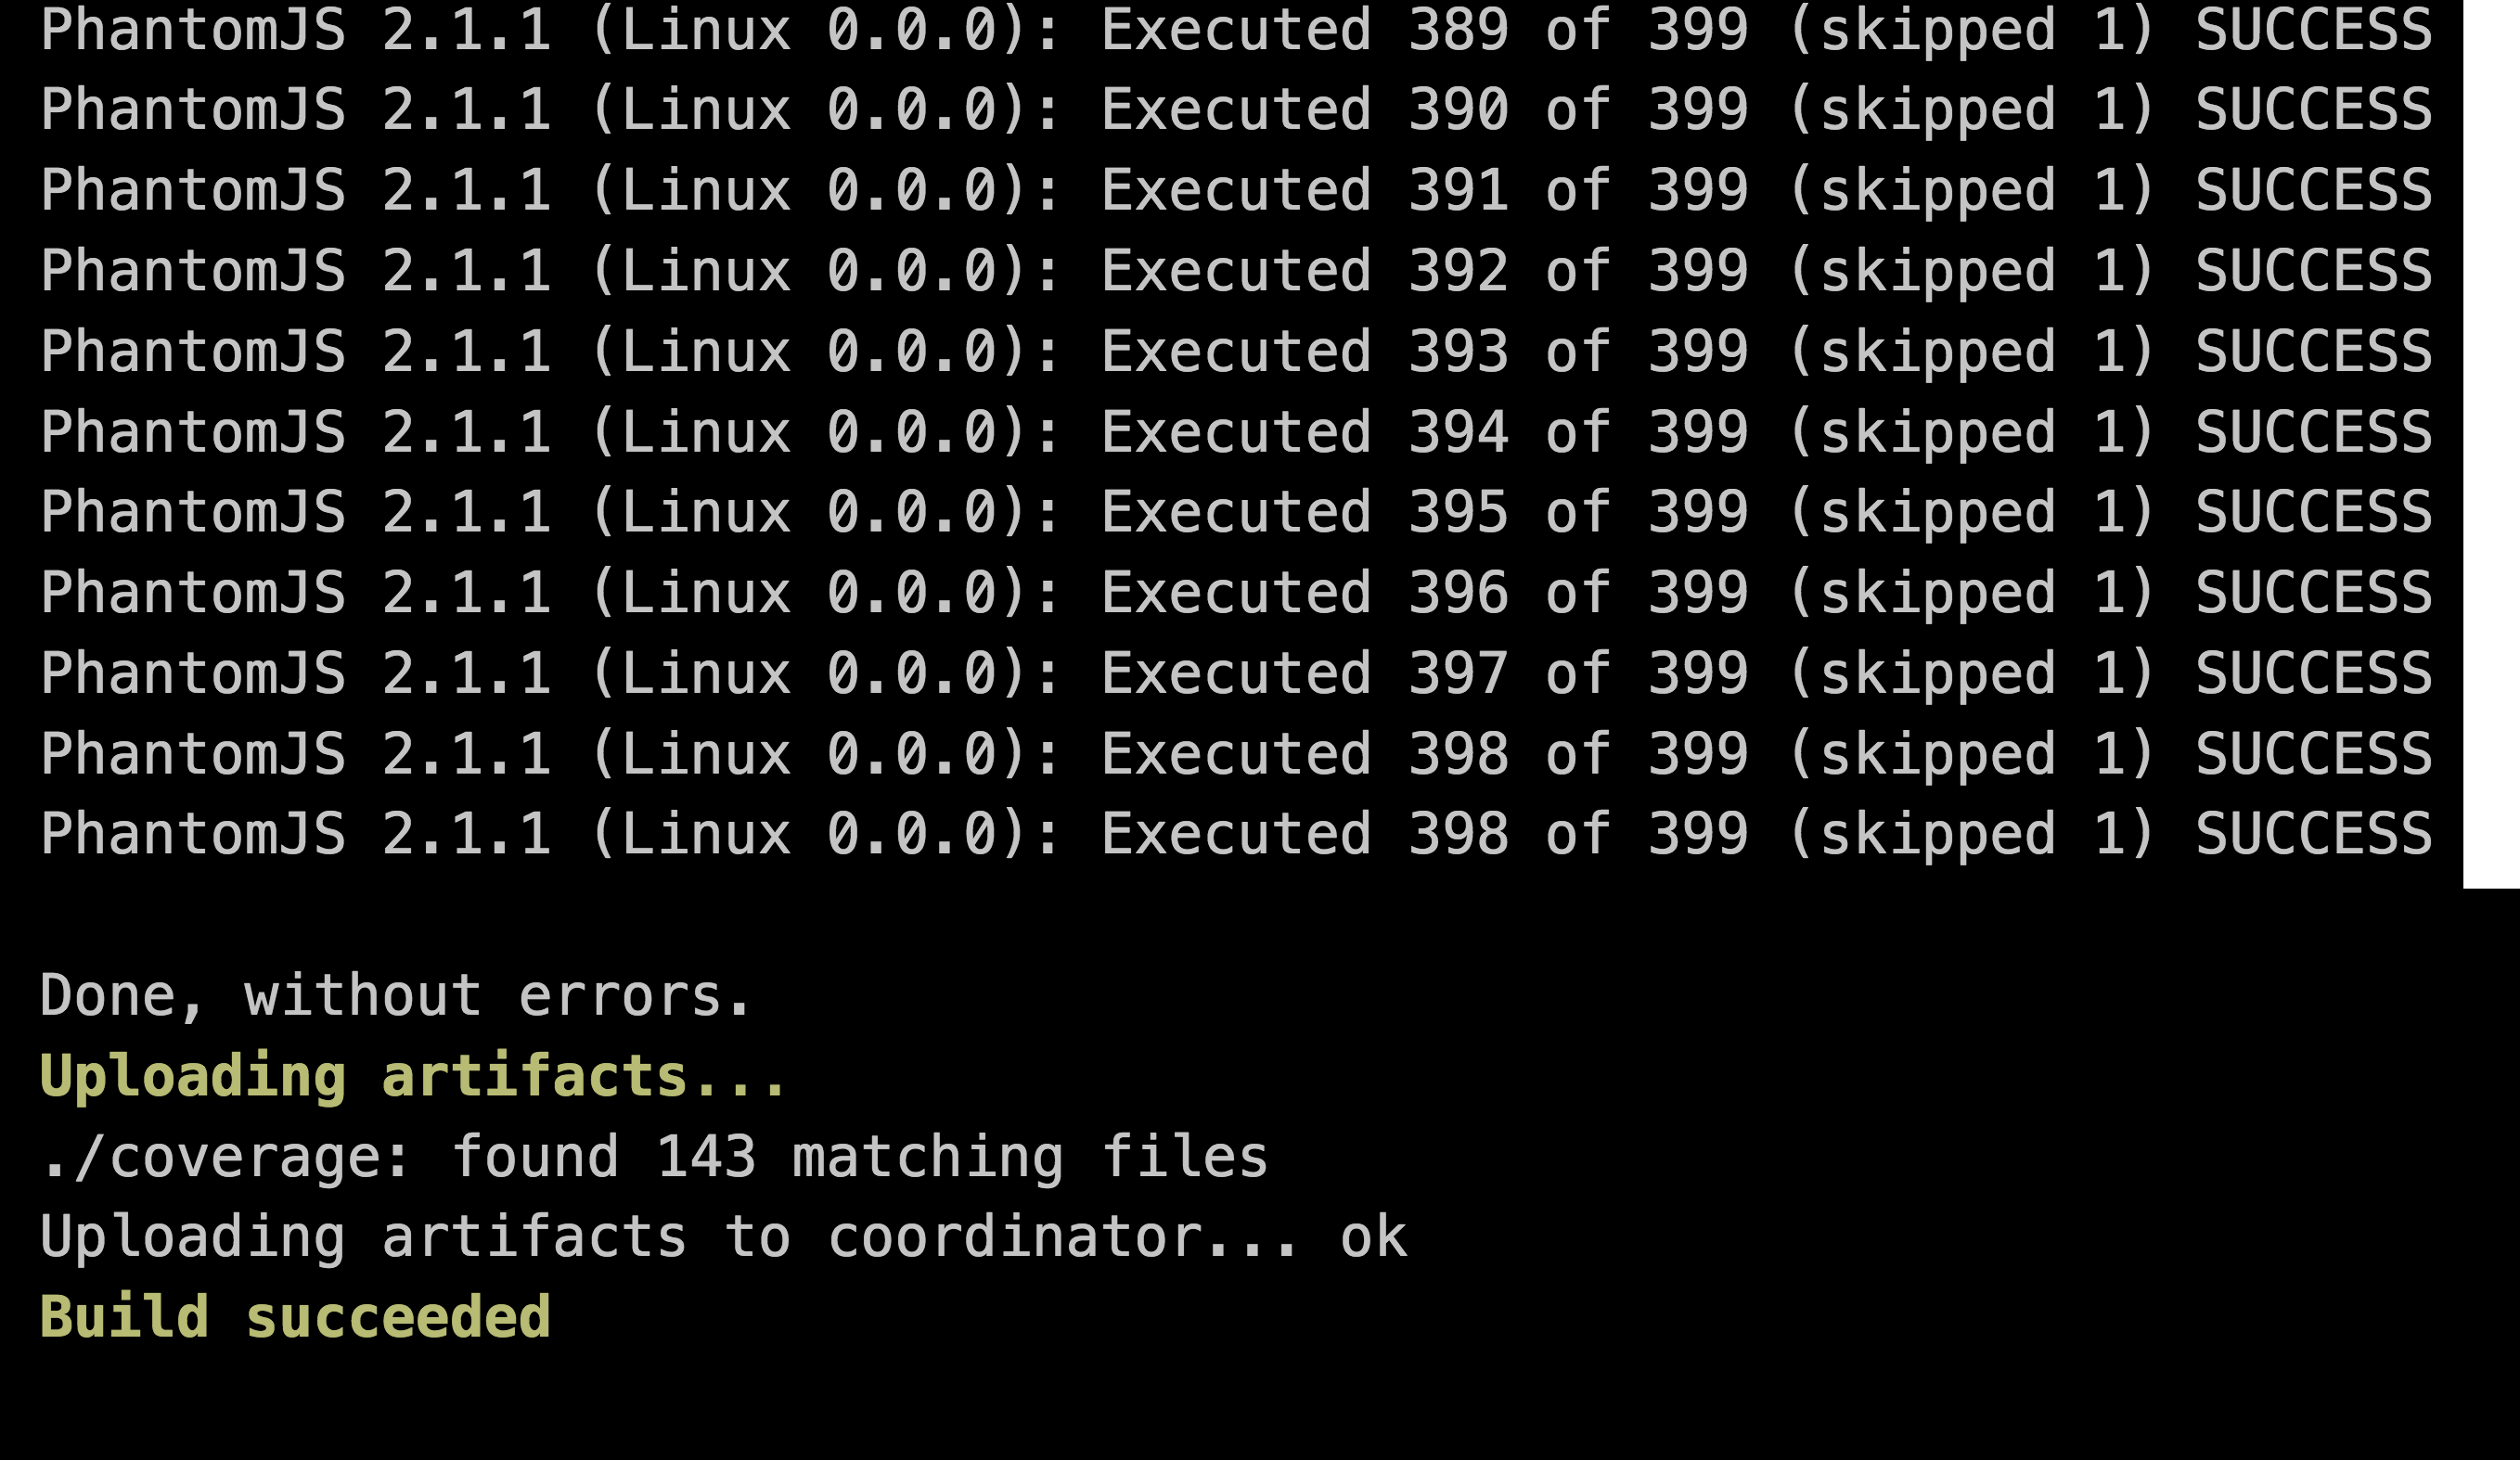 PhantomJS 2.1.1 (Linux 0.0.0): Executed 389 of 399 (skipped 1) SUCCESS
PhantomJS 2.1.1 (Linux 0.0.0): Executed 390 of 399 (skipped 1) SUCCESS
PhantomJS 2.1.1 (Linux 0.0.0): Executed 391 of 399 (skipped 1) SUCCESS
PhantomJS 2.1.1 (Linux 0.0.0): Executed 392 of 399 (skipped 1) SUCCESS
PhantomJS 2.1.1 (Linux 0.0.0): Executed 393 of 399 (skipped 1) SUCCESS
PhantomJS 2.1.1 (Linux 0.0.0): Executed 394 of 399 (skipped 1) SUCCESS
PhantomJS 2.1.1 (Linux 0.0.0): Executed 395 of 399 (skipped 1) SUCCESS
PhantomJS 2.1.1 (Linux 0.0.0): Executed 396 of 399 (skipped 1) SUCCESS
PhantomJS 2.1.1 (Linux 0.0.0): Executed 397 of 399 (skipped 1) SUCCESS
PhantomJS 2.1.1 (Linux 0.0.0): Executed 398 of 399 (skipped 1) SUCCESS
PhantomJS 2.1.1 (Linux 0.0.0): Executed 398 of 399 (skipped 1) SUCCESS
Done, without errors.
Uploading artifacts...
./coverage: found 143 matching files
Uploading artifacts to coordinator... ok
Build succeeded